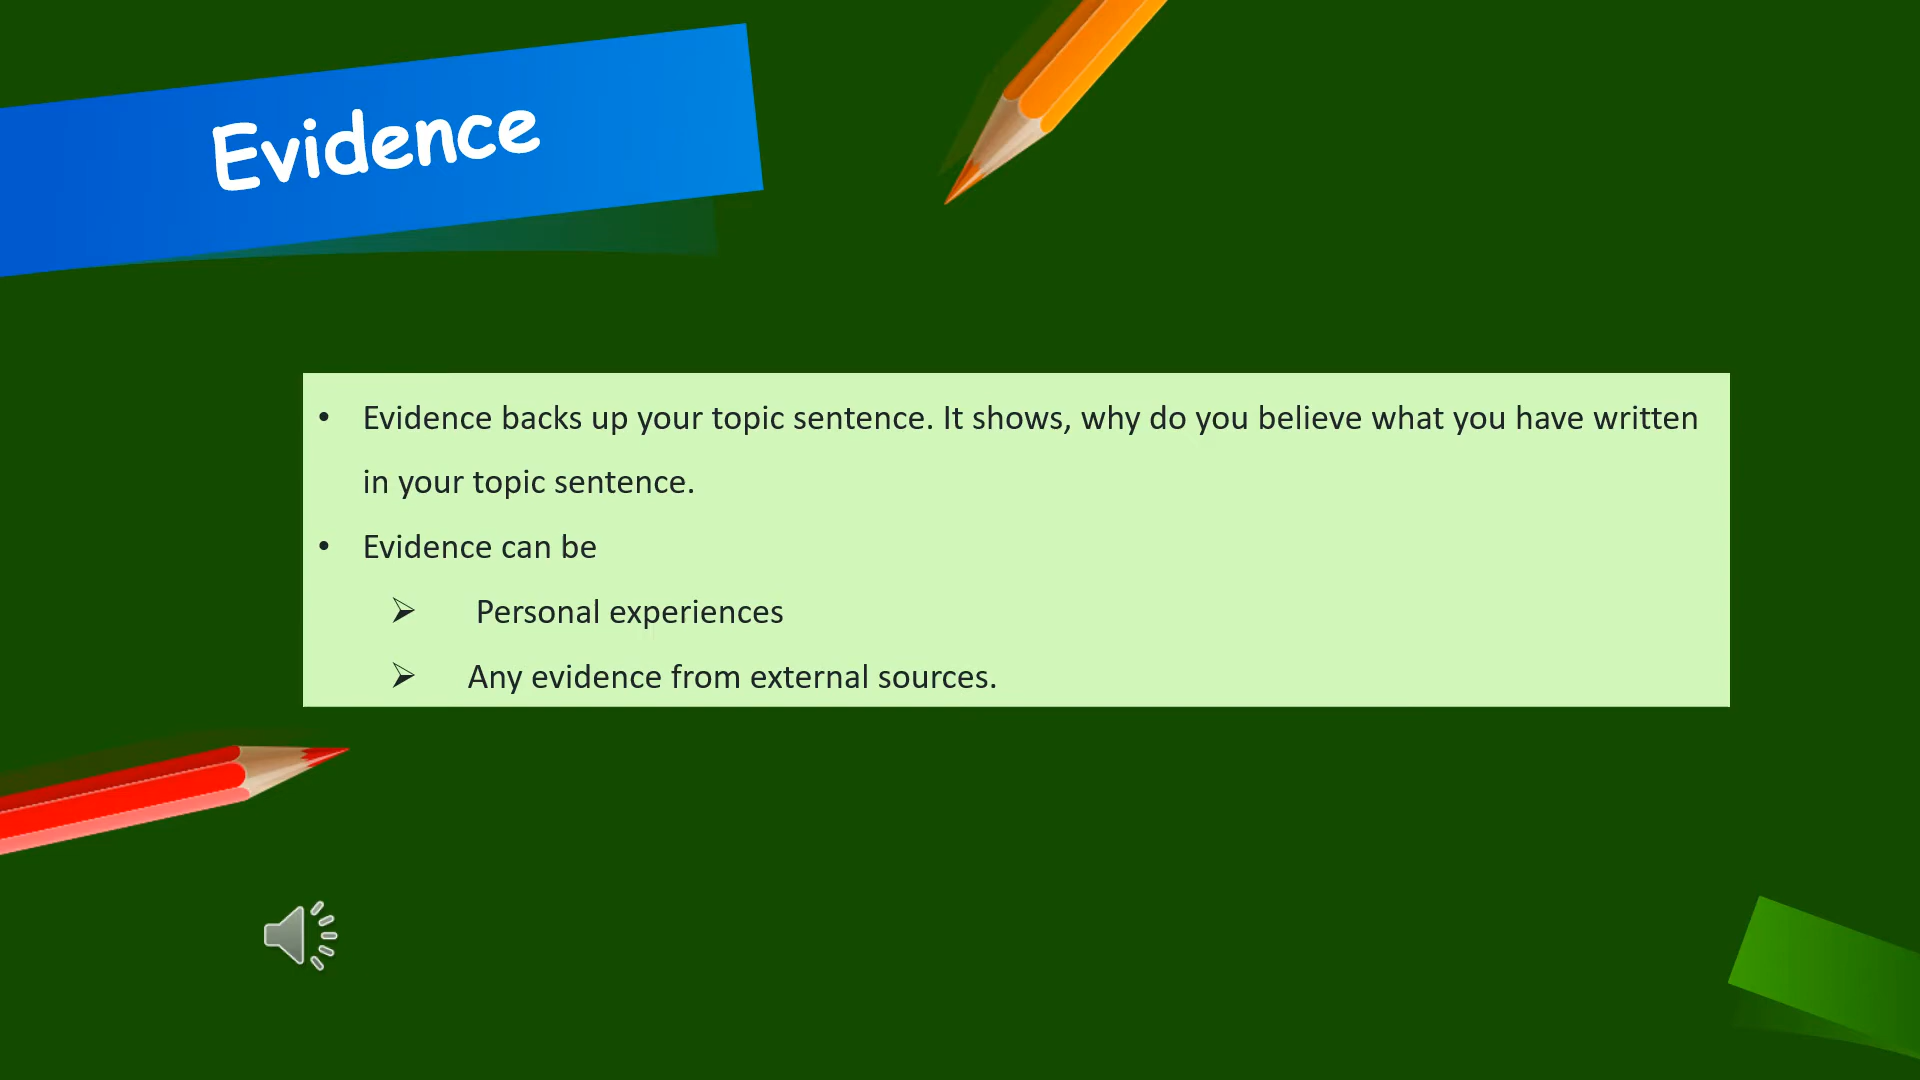 Evidence
• Evidence backs up your topic sentence. It shows, why do you believe what you have written
in your topic sentence.
• Evidence can be
➢ Personal experiences
➢ Any evidence from external sources.